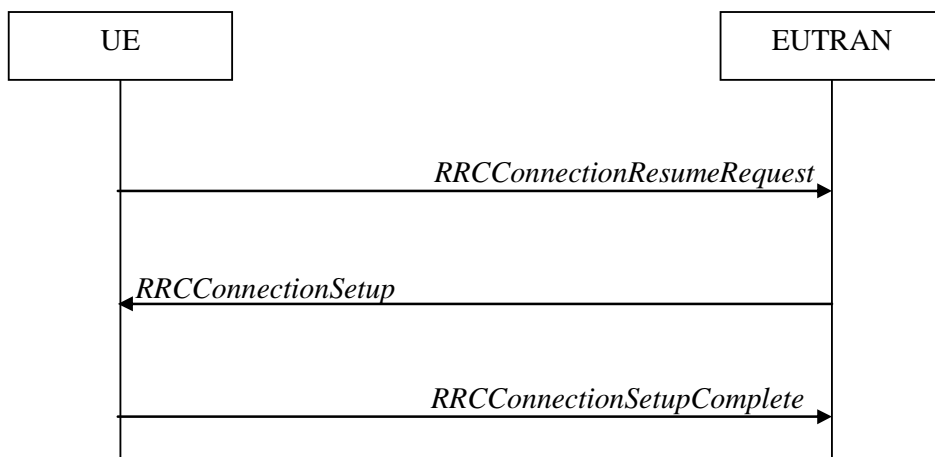 UE
EUTRAN
RRCConnectionResumeRequest
RRCConnectionSetup
RRCConnectionSetupComplete